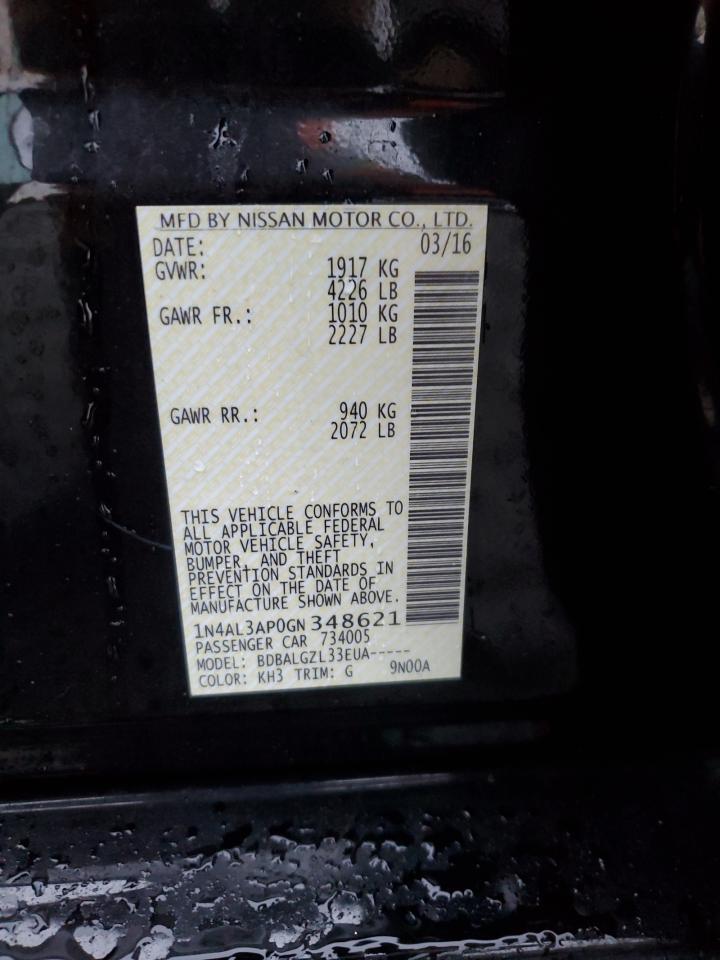 MFD BY NISSAN MOTOR CO., LTD.
DATE: 03/16
GVWR: 1917 KG
4226 LB
GAWR FR.: 1010 KG
2227 LB
GAWR RR.: 940 KG
2072 LB
THIS VEHICLE CONFORMS TO
ALL APPLICABLE FEDERAL
MOTOR VEHICLE SAFETY,
BUMPER, AND THEFT
PREVENTION STANDARDS IN
EFFECT ON THE DATE OF
MANUFACTURE SHOWN ABOVE.
1N4AL3AP0GN 348621
PASSENGER CAR 734005
MODEL: BDBALGZL33EUA-----
COLOR: KH3 TRIM: G 9N00A